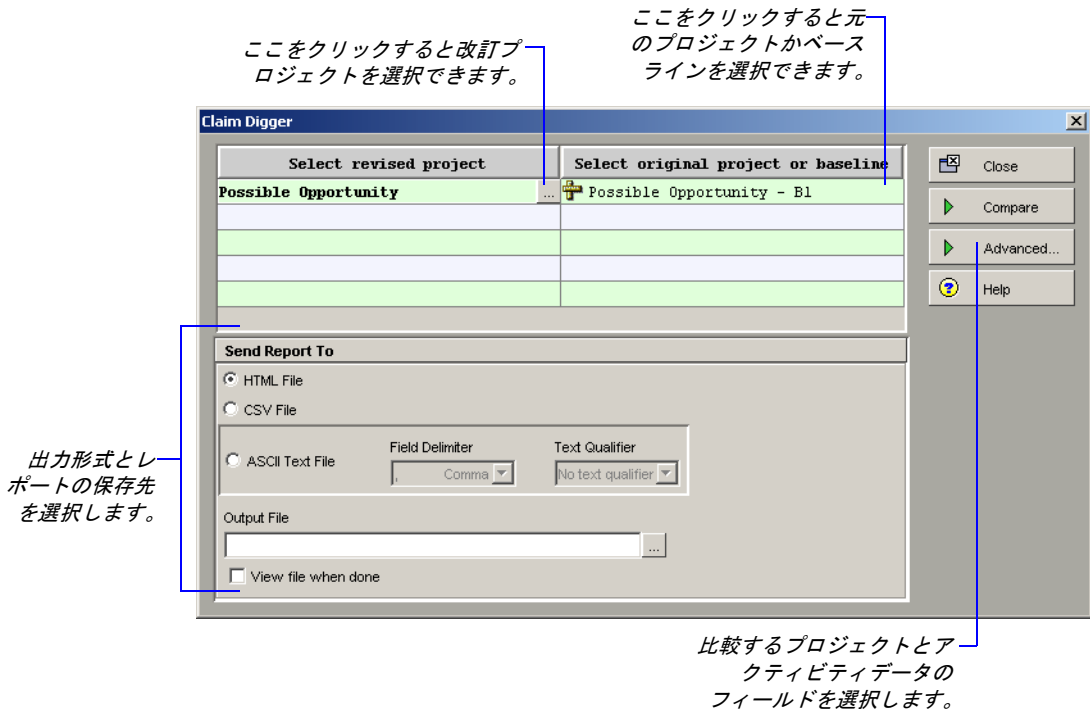 ここをクリックすると元
のプロジェクトかベース
ラインを選択できます。
ここをクリックすると改訂プ
ロジェクトを選択できます。
Claim Digger
Select revised project
Select original project or baseline
Possible Opportunity
...
Possible Opportunity - B1
Close
Compare
Advanced...
Help
Send Report To
HTML File
CSV File
ASCII Text File
Field Delimiter
Text Qualifier
, Comma
No text qualifier
Output File
...
View file when done
出力形式とレ
ポートの保存先
を選択します。
比較するプロジェクトとア
クティビティデータの
フィールドを選択します。